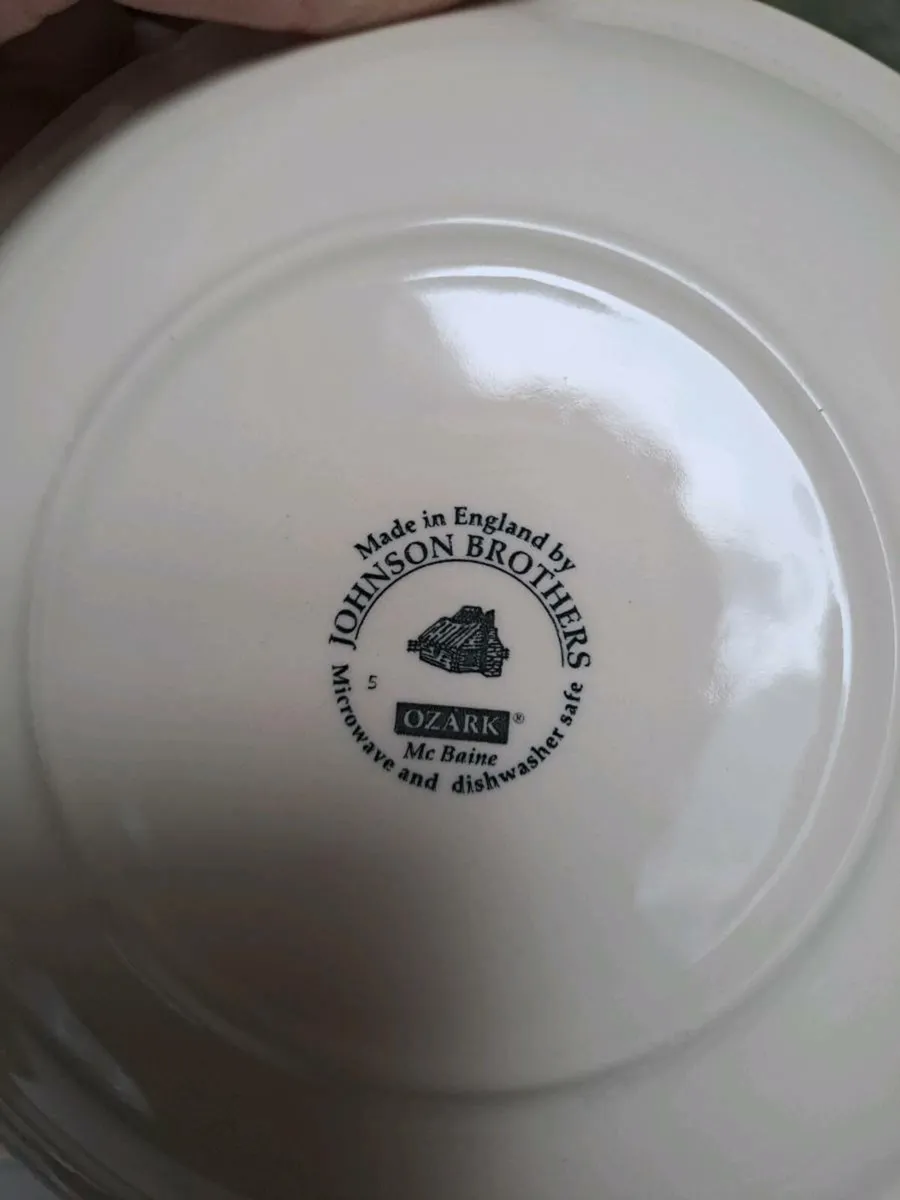 Made in England by
JOHNSON BROTHERS
5
OZARK®
Mc Baine
Microwave and dishwasher safe